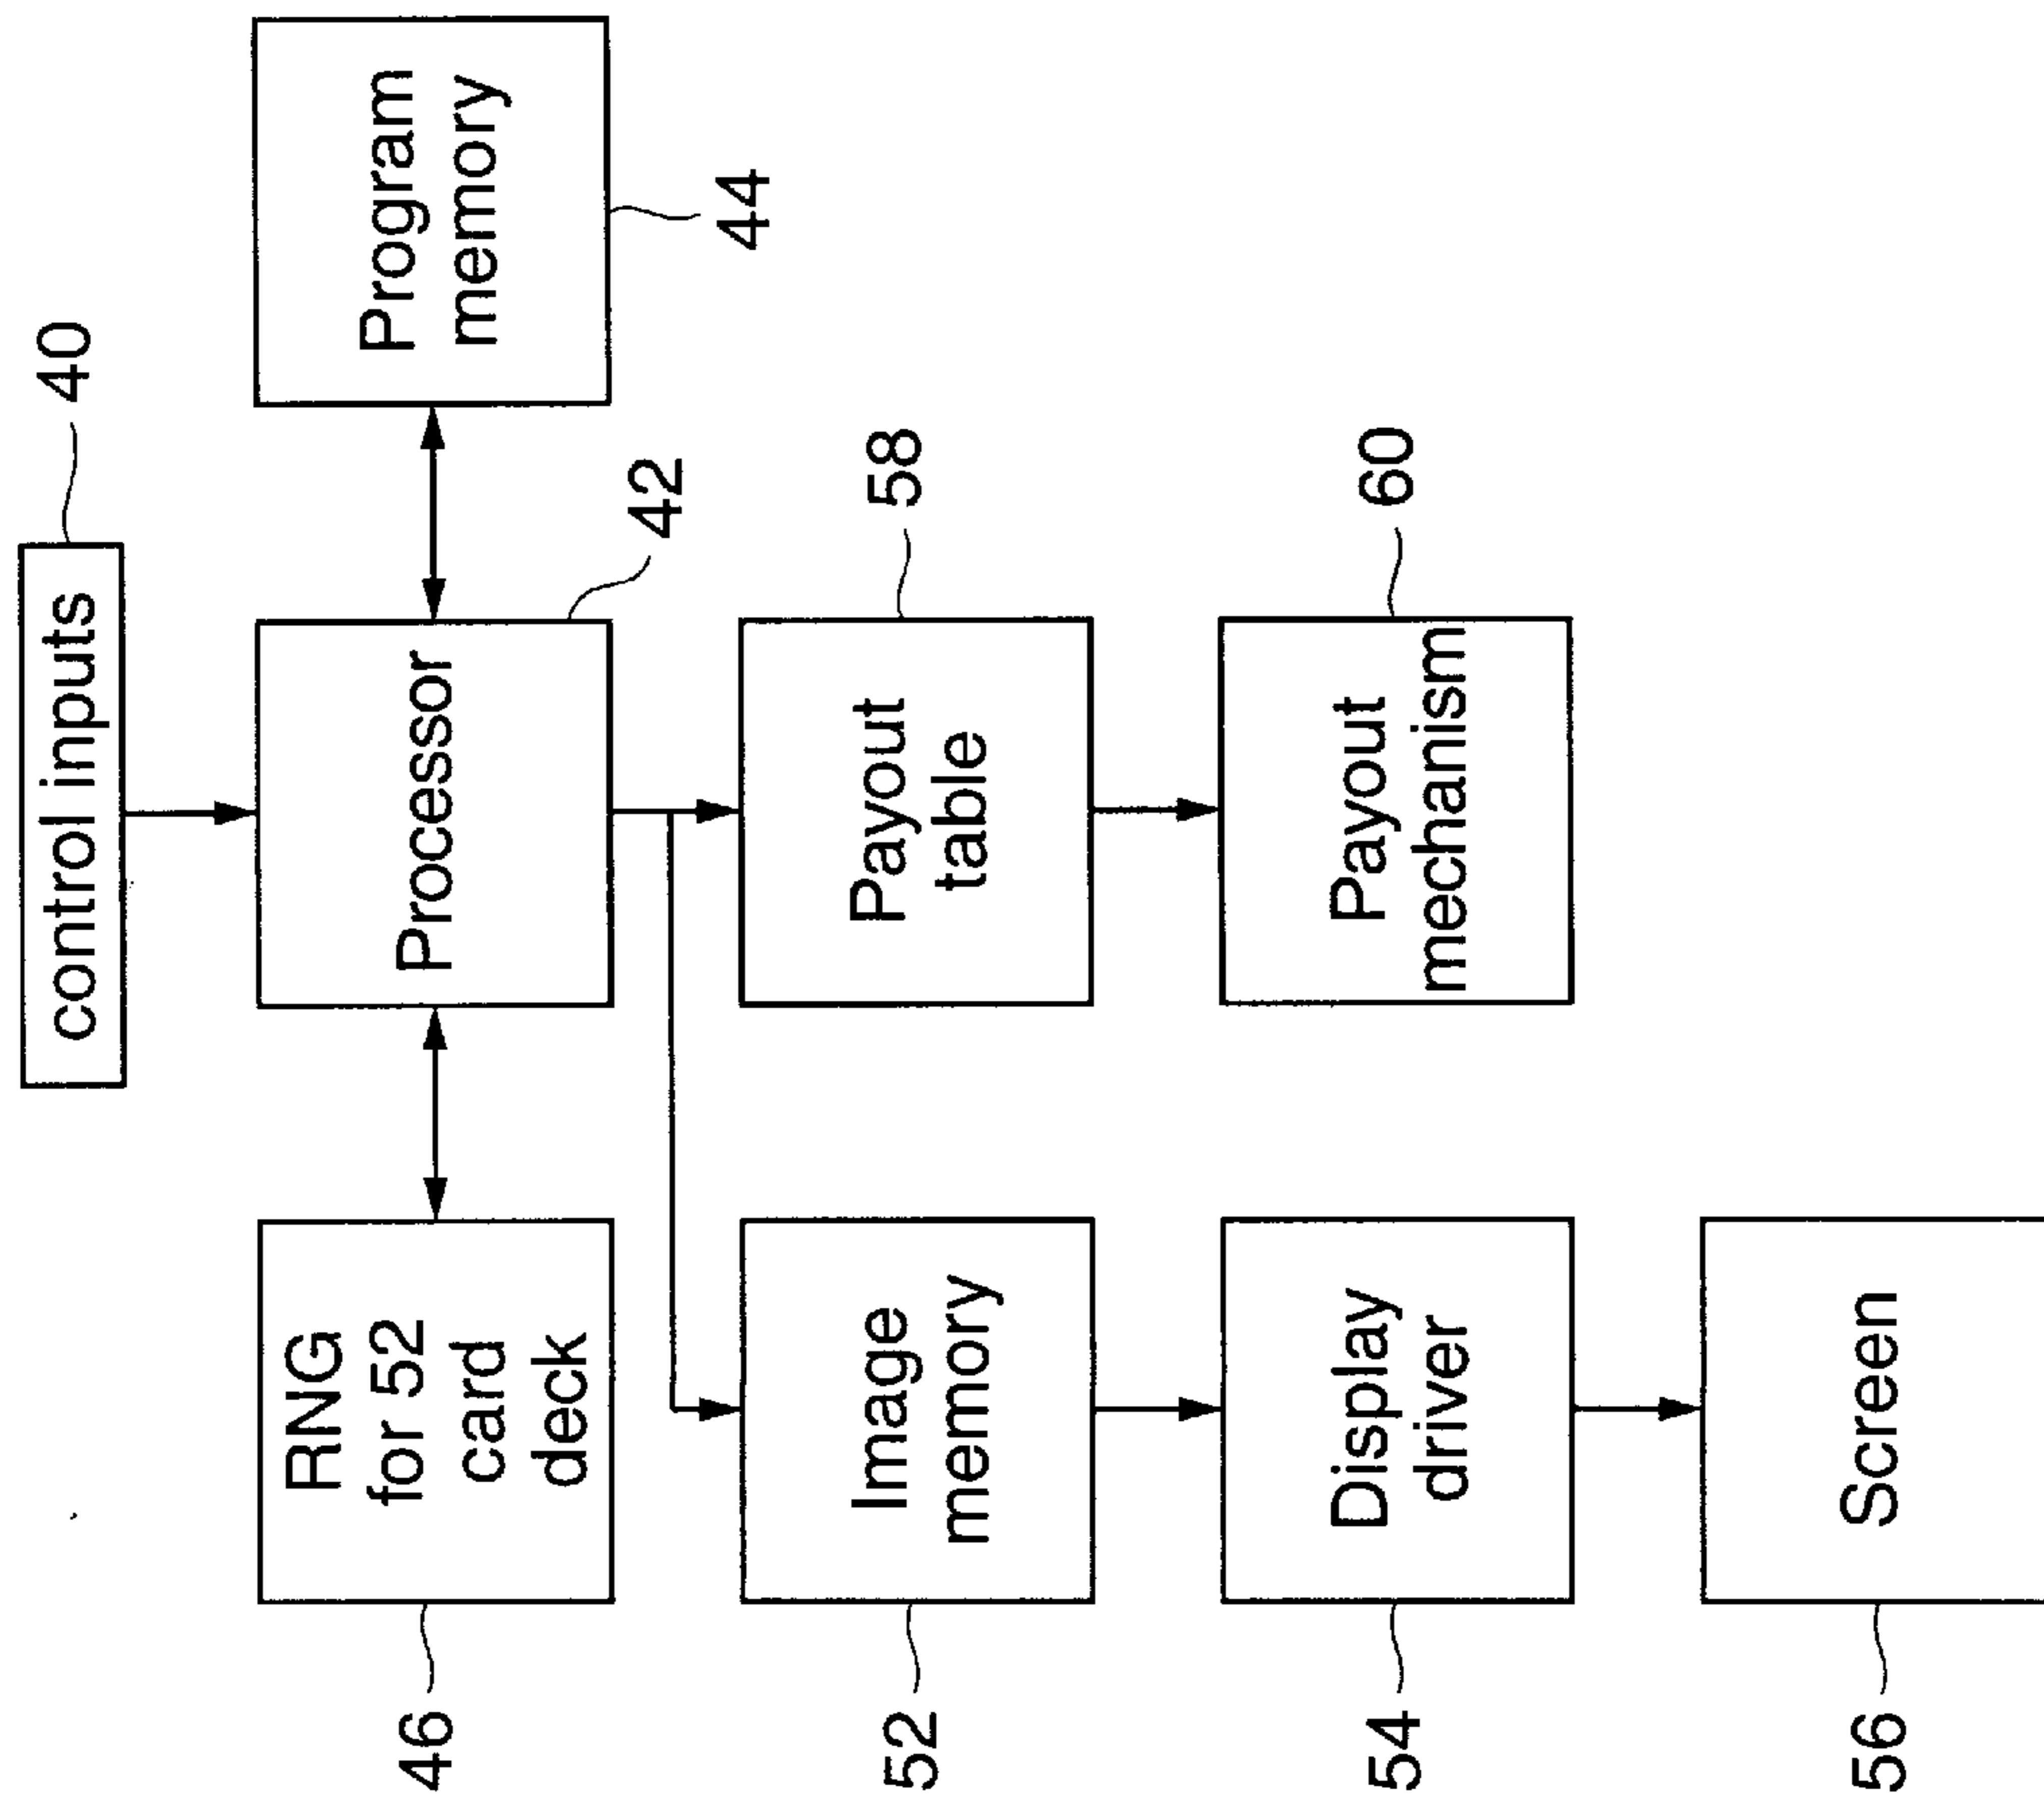 control inputs
40
RNG
for 52
card
deck
46
Processor
42
Program
memory
44
Image
memory
52
Payout
table
58
Display
driver
54
Payout
mechanism
60
Screen
56